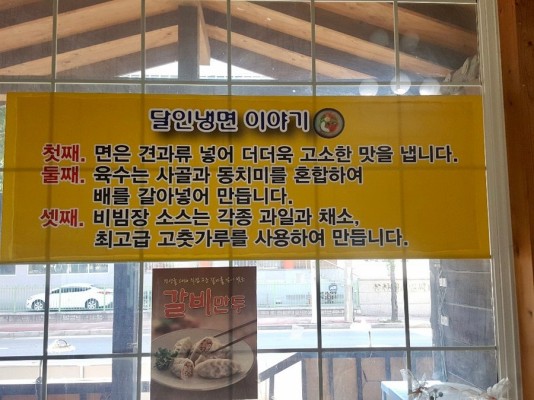 달인냉면 이야기
첫째. 면은 견과류 넣어 더더욱 고소한 맛을 냅니다.
둘째. 육수는 사골과 동치미를 혼합하여
배를 갈아넣어 만듭니다.
셋째. 비빔장 소스는 각종 과일과 채소,
최고급 고춧가루를 사용하여 만듭니다.
갈비만두